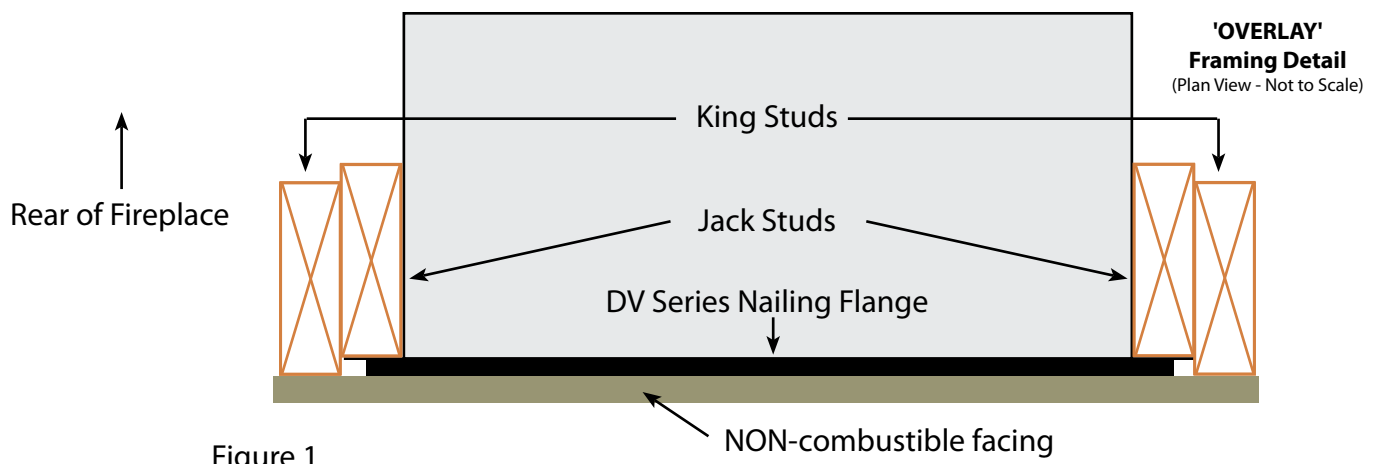 'OVERLAY'
Framing Detail
(Plan View - Not to Scale)
King Studs
Rear of Fireplace
Jack Studs
DV Series Nailing Flange
NON-combustible facing
Figure 1